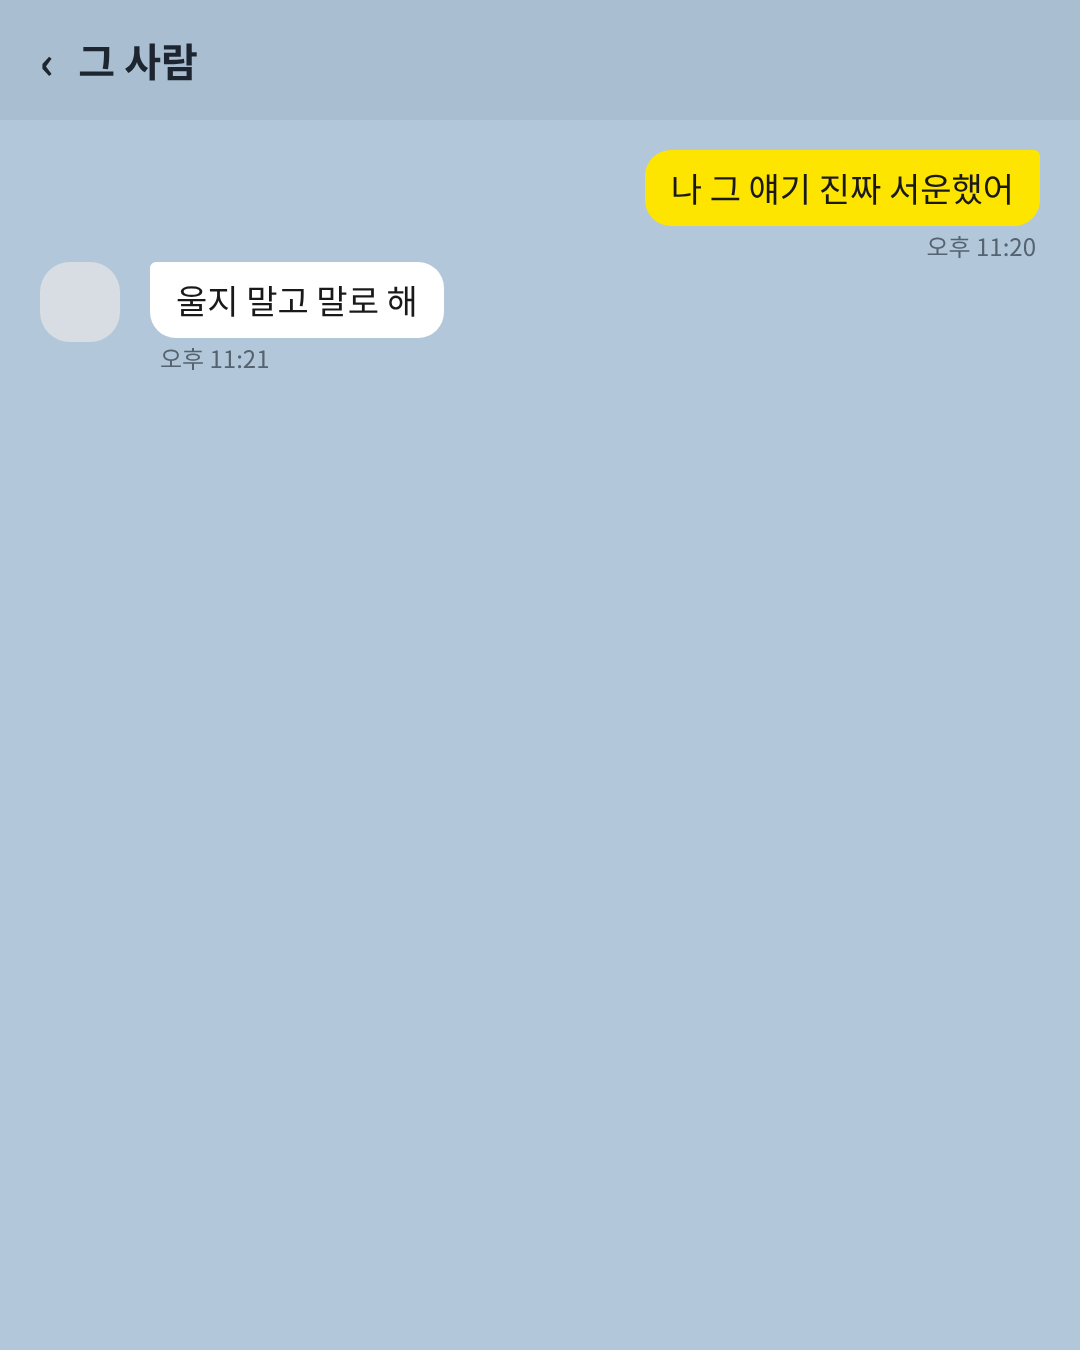 ‹ 그 사람
나 그 얘기 진짜 서운했어
오후 11:20
울지 말고 말로 해
오후 11:21